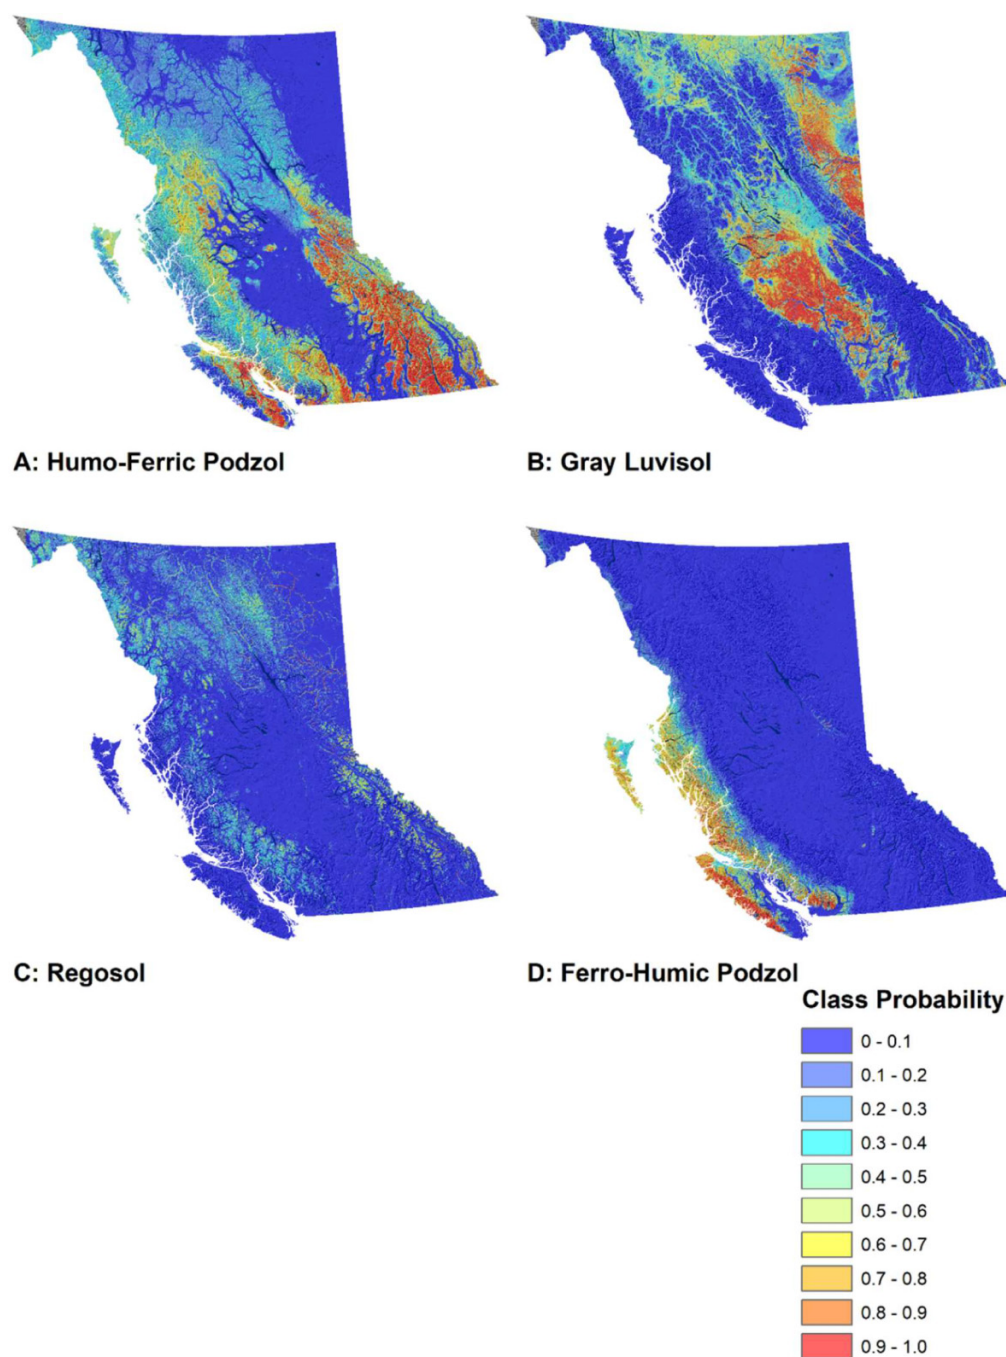 A: Humo-Ferric Podzol
B: Gray Luvisol
C: Regosol
D: Ferro-Humic Podzol
Class Probability
0 - 0.1
0.1 - 0.2
0.2 - 0.3
0.3 - 0.4
0.4 - 0.5
0.5 - 0.6
0.6 - 0.7
0.7 - 0.8
0.8 - 0.9
0.9 - 1.0